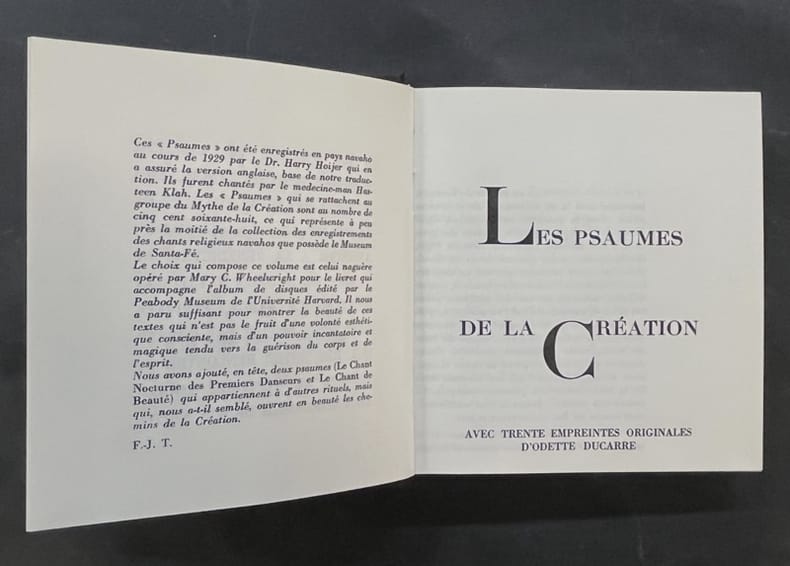 Ces « Psaumes » ont été enregistrés en pays navaho
au cours de 1929 par le Dr. Harry Hoijer qui en
a assuré la version anglaise, base de notre traduc-
tion. Ils furent chantés par le medecine-man Has-
teen Klah. Les « Psaumes » qui se rattachent au
groupe du Mythe de la Création sont au nombre de
cinq cent soixante-huit, ce qui représente à peu
près la moitié de la collection des enregistrements
des chants religieux navahos que possède le Museum
de Santa-Fé.
Le choix qui compose ce volume est celui naguère
opéré par Mary C. Wheelwright pour le livret qui
accompagne l'album de disques édité par le
Peabody Museum de l'Université Harvard. Il nous
a paru suffisant pour montrer la beauté de ces
textes qui n'est pas le fruit d'une volonté esthéti-
que consciente, mais d'un pouvoir incantatoire et
magique tendu vers la guérison du corps et de
l'esprit.
Nous avons ajouté, en tête, deux psaumes (Le Chant
Nocturne des Premiers Danseurs et Le Chant de
Beauté) qui appartiennent à d'autres rituels, mais
qui, nous a-t-il semblé, ouvrent en beauté les che-
mins de la Création.
F.-J. T.
LES PSAUMES
DE LA CRÉATION
AVEC TRENTE EMPREINTES ORIGINALES
D'ODETTE DUCARRE